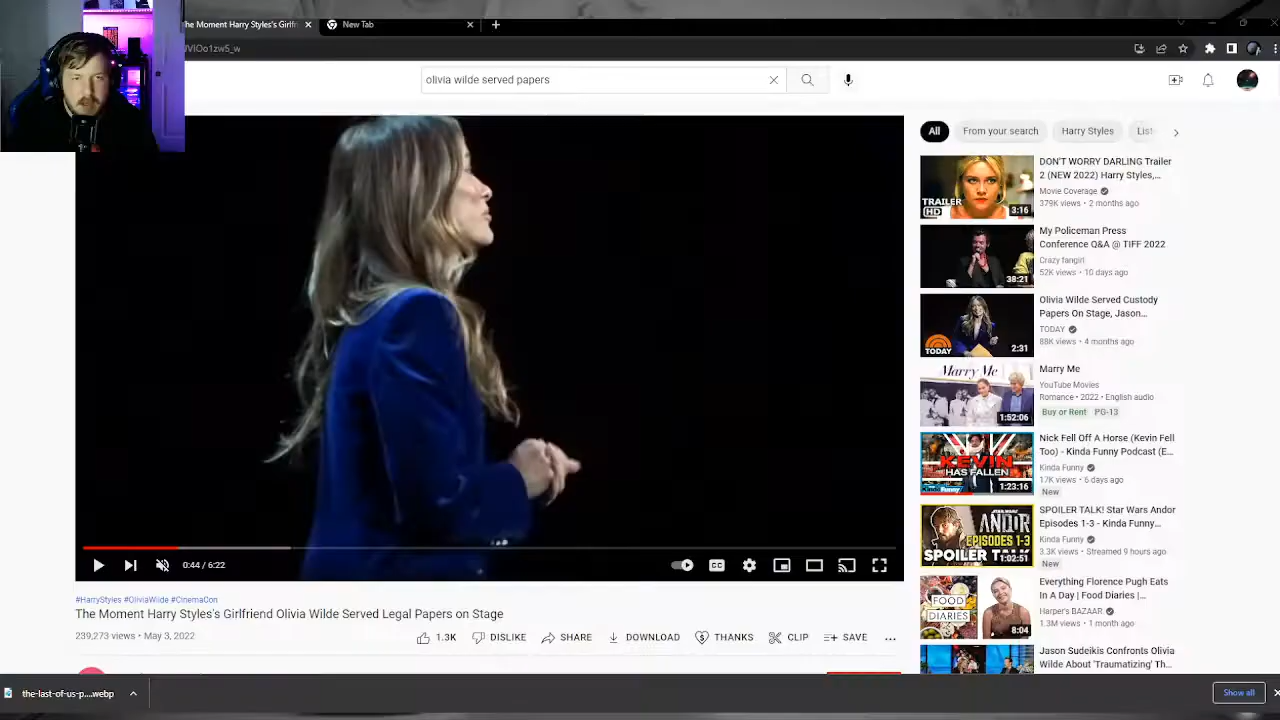 The Moment Harry Styles's Girlfri
New Tab
VIOo1zw5_w
olivia wilde served papers
All
From your search
Harry Styles
List
DON'T WORRY DARLING Trailer
2 (NEW 2022) Harry Styles,...
Movie Coverage
379K views • 2 months ago
TRAILER
HD
3:16
My Policeman Press
Conference Q&A @ TIFF 2022
Crazy fangirl
52K views • 10 days ago
38:21
Olivia Wilde Served Custody
Papers On Stage, Jason...
TODAY
88K views • 4 months ago
TODAY
2:31
Marry Me
Marry Me
YouTube Movies
Romance • 2022 • English audio
Buy or Rent PG-13
1:52:06
Nick Fell Off A Horse (Kevin Fell
Too) - Kinda Funny Podcast (E...
Kinda Funny
17K views • 6 days ago
New
KEVIN
HAS FALLEN
KindaFunny
1:23:16
SPOILER TALK! Star Wars Andor
Episodes 1-3 - Kinda Funny...
Kinda Funny
3.3K views • Streamed 9 hours ago
New
STAR WARS
ANDOR
EPISODES 1-3
SPOILER TALK
1:02:51
Everything Florence Pugh Eats
In A Day | Food Diaries |...
Harper's BAZAAR
1.3M views • 1 month ago
FOOD
DIARIES
8:04
Jason Sudeikis Confronts Olivia
Wilde About 'Traumatizing' Th...
0:44 / 6:22
CC
#HarryStyles #OliviaWilde #CinemaCon
The Moment Harry Styles's Girlfriend Olivia Wilde Served Legal Papers on Stage
239,273 views • May 3, 2022
1.3K
DISLIKE
SHARE
DOWNLOAD
THANKS
CLIP
SAVE
the-last-of-us-p....webp
Show all